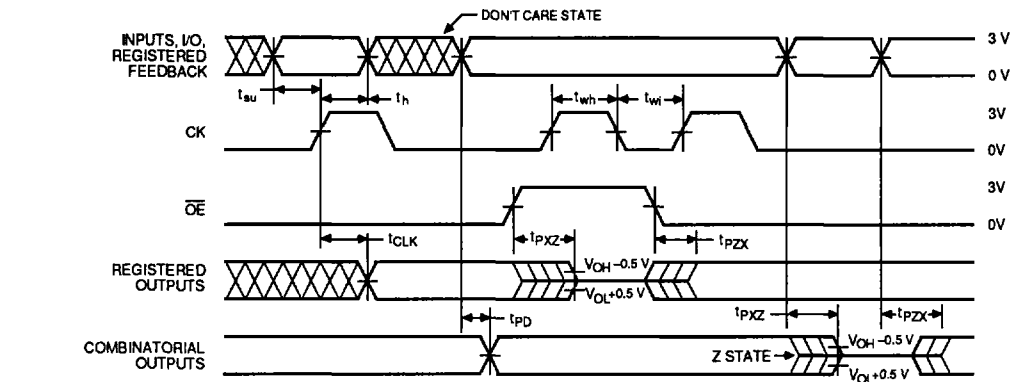 DON'T CARE STATE
INPUTS, I/O,
REGISTERED
FEEDBACK
3 V
0 V
tsu
th
twh
twi
CK
3V
0V
OE
3V
0V
tCLK
tPXZ
tPZX
REGISTERED
OUTPUTS
VOH –0.5 V
VOL+0.5 V
tPD
tPXZ
tPZX
COMBINATORIAL
OUTPUTS
Z STATE
VOH –0.5 V
VOL+0.5 V